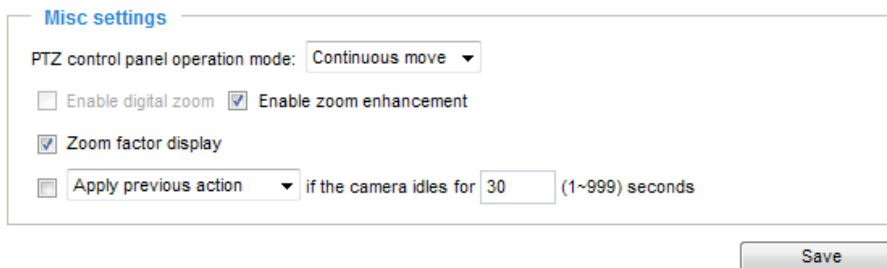 Misc settings
PTZ control panel operation mode: Continuous move
Enable digital zoom Enable zoom enhancement
Zoom factor display
Apply previous action if the camera idles for 30 (1~999) seconds
Save